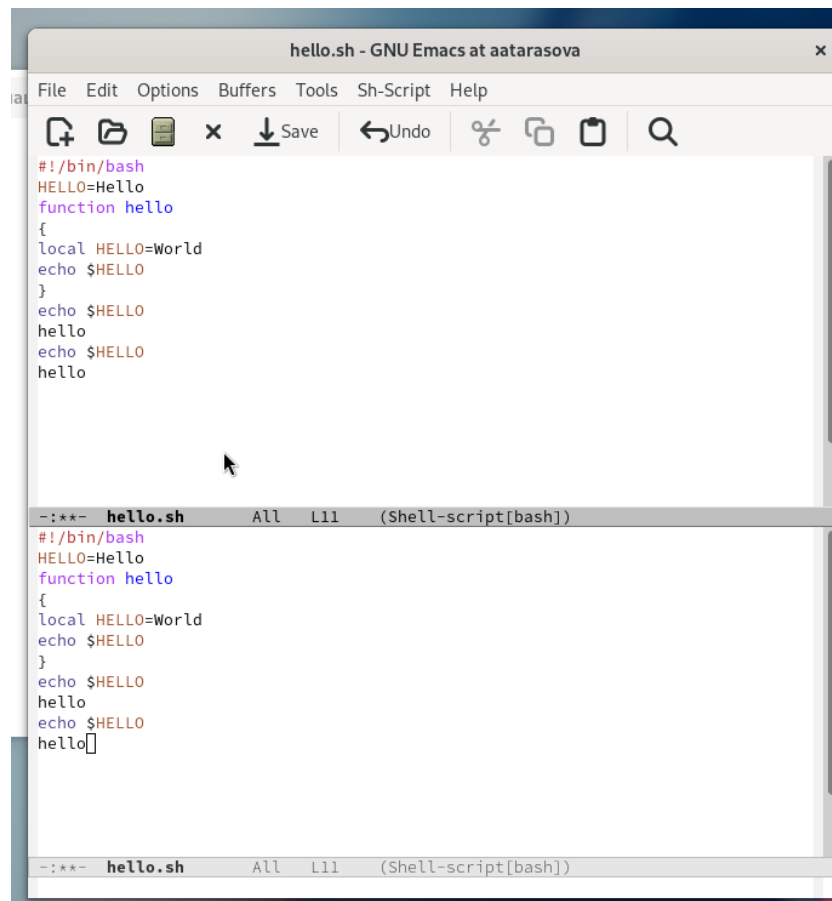 hello.sh - GNU Emacs at aatarasova
File Edit Options Buffers Tools Sh-Script Help
Save Undo
#!/bin/bash
HELLO=Hello
function hello
{
local HELLO=World
echo $HELLO
}
echo $HELLO
hello
echo $HELLO
hello
-:**- hello.sh All L11 (Shell-script[bash])
#!/bin/bash
HELLO=Hello
function hello
{
local HELLO=World
echo $HELLO
}
echo $HELLO
hello
echo $HELLO
hello
-:**- hello.sh All L11 (Shell-script[bash])